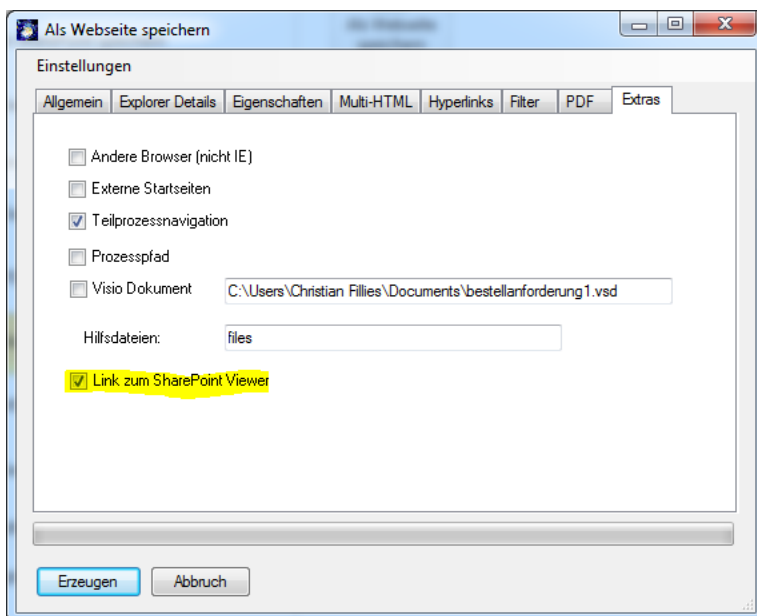 Als Webseite speichern
Einstellungen
Allgemein Explorer Details Eigenschaften Multi-HTML Hyperlinks Filter PDF Extras
Andere Browser (nicht IE)
Externe Startseiten
Teilprozessnavigation
Prozesspfad
Visio Dokument C:\Users\Christian Fillies\Documents\bestellanforderung1.vsd
Hilfsdateien: files
Link zum SharePoint Viewer
Erzeugen Abbruch